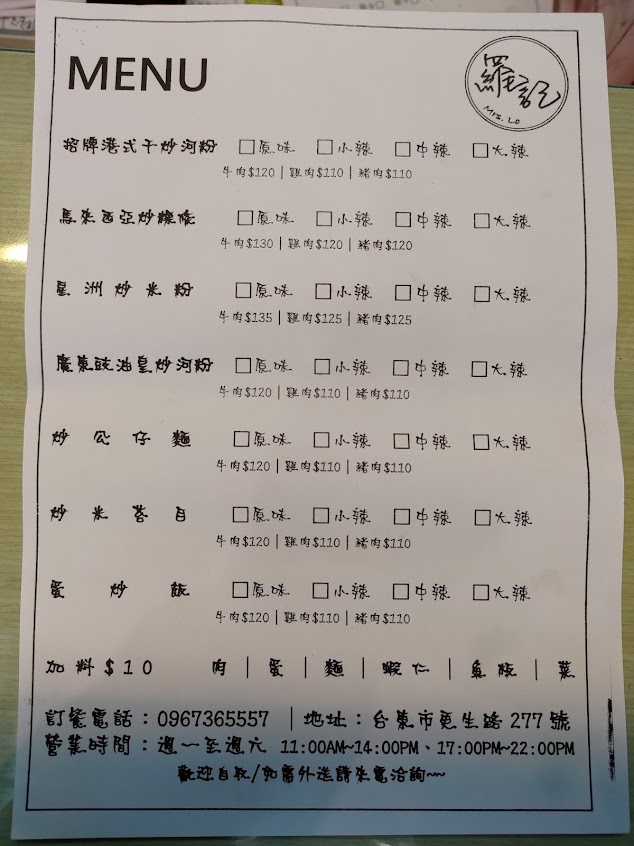 MENU
羅記
Mrs. Lo
招牌港式干炒河粉 □原味 □小辣 □中辣 □大辣
牛肉$120│雞肉$110│豬肉$110
馬來西亞炒粿條 □原味 □小辣 □中辣 □大辣
牛肉$130│雞肉$120│豬肉$120
星洲炒米粉 □原味 □小辣 □中辣 □大辣
牛肉$135│雞肉$125│豬肉$125
廣東豉油皇炒河粉 □原味 □小辣 □中辣 □大辣
牛肉$120│雞肉$110│豬肉$110
炒公仔麵 □原味 □小辣 □中辣 □大辣
牛肉$120│雞肉$110│豬肉$110
炒米苔目 □原味 □小辣 □中辣 □大辣
牛肉$120│雞肉$110│豬肉$110
蛋炒飯 □原味 □小辣 □中辣 □大辣
牛肉$120│雞肉$110│豬肉$110
加料$10 肉│蛋│麵│蝦仁│魚板│菜
訂餐電話：0967365557 │地址：台東市更生路277號
營業時間：週一至週六 11:00AM~14:00PM、17:00PM~22:00PM
歡迎自取/如需外送請來電洽詢~~